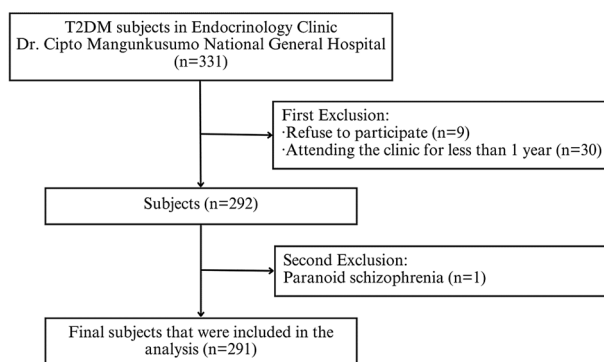 T2DM subjects in Endocrinology Clinic
Dr. Cipto Mangunkusumo National General Hospital
(n=331)
First Exclusion:
·Refuse to participate (n=9)
·Attending the clinic for less than 1 year (n=30)
Subjects (n=292)
Second Exclusion:
Paranoid schizophrenia (n=1)
Final subjects that were included in the
analysis (n=291)